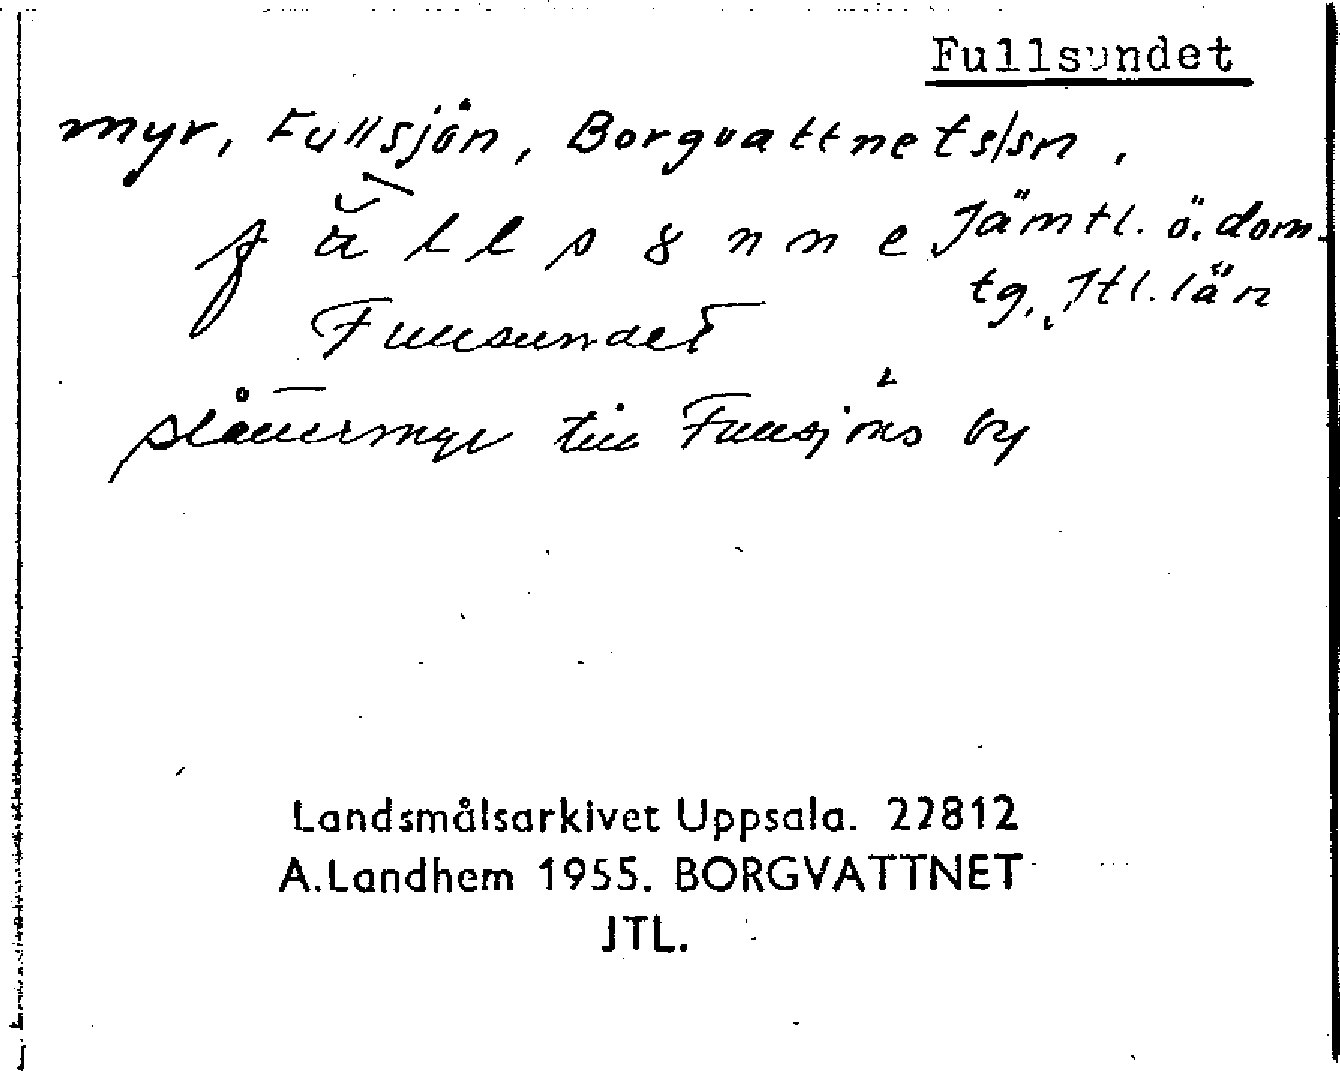 Fullsundet
myr, Fullsjön, Borgvattnets/sn,
Jämtl. ö. dom.
tg., Jtl. län
Fullsundet
slåttermyr till Fullsjöns by
Landsmålsarkivet Uppsala. 22812
A. Landhem 1955. BORGVATTNET
JTL.